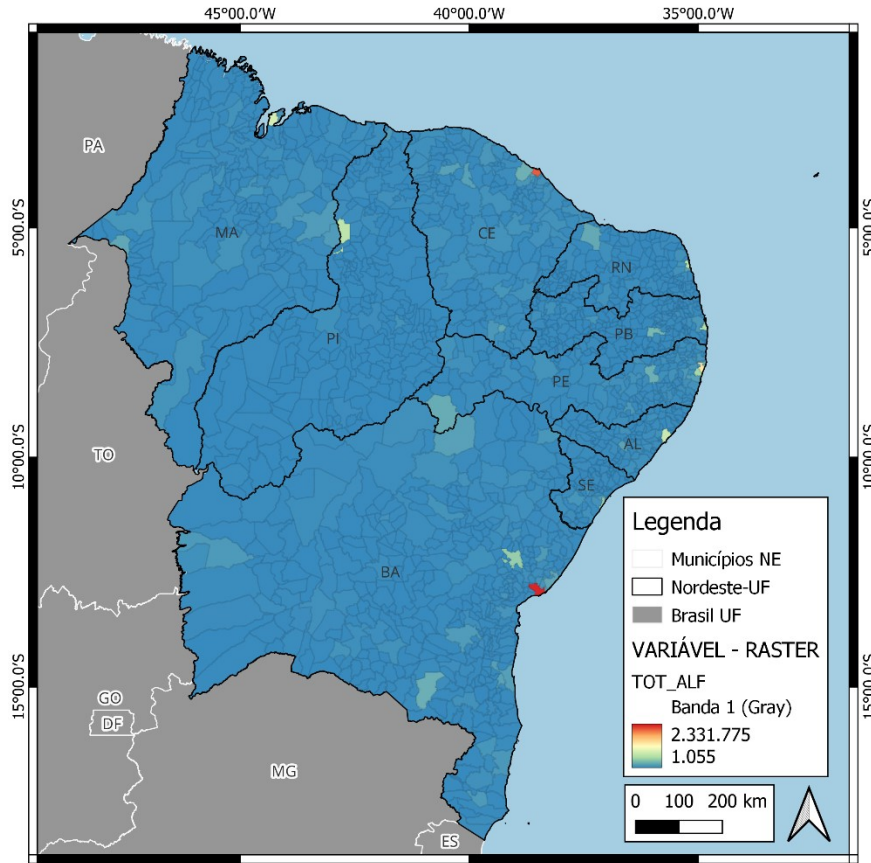 45°00.0'W 40°00.0'W 35°00.0'W
PA
5°00.0'S 5°00.0'S
MA CE
RN
PI PB
PE
AL
TO
10°00.0'S 10°00.0'S
SE
BA
15°00.0'S 15°00.0'S
GO
DF
MG
ES
Legenda
Municípios NE
Nordeste-UF
Brasil UF
VARIÁVEL - RASTER
TOT_ALF
Banda 1 (Gray)
2.331.775
1.055
0 100 200 km